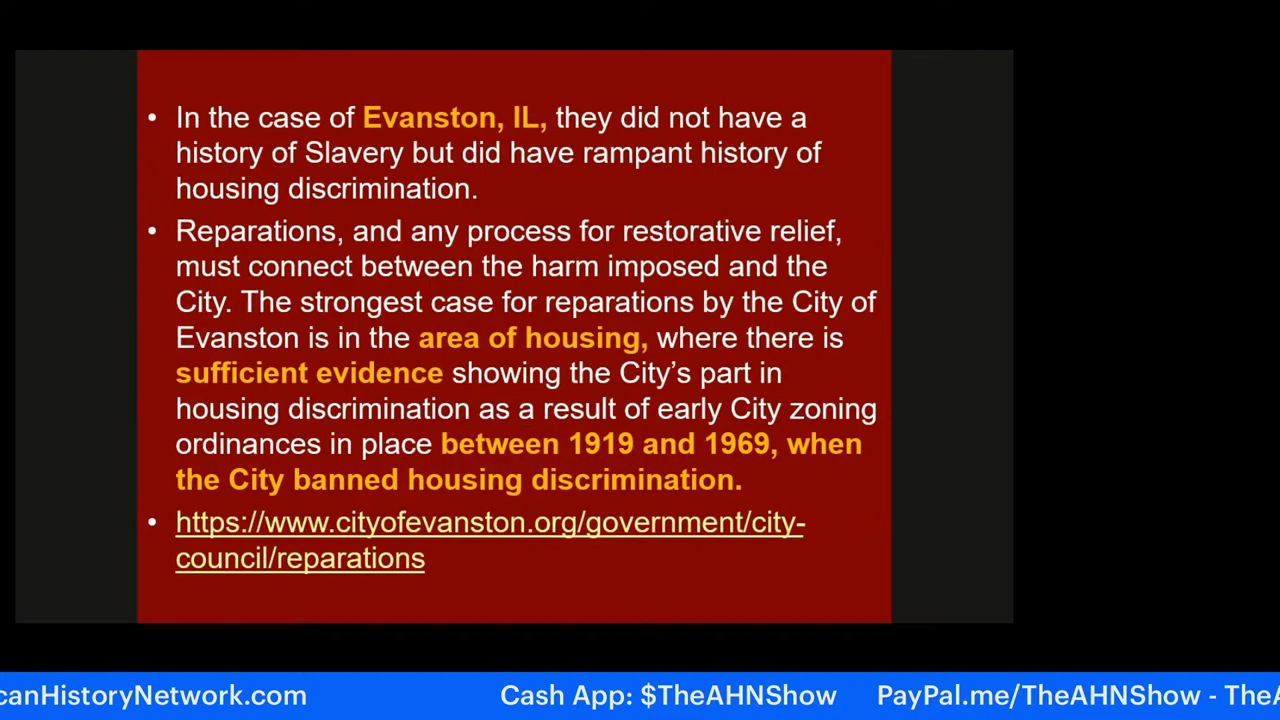 • In the case of Evanston, IL, they did not have a
history of Slavery but did have rampant history of
housing discrimination.
• Reparations, and any process for restorative relief,
must connect between the harm imposed and the
City. The strongest case for reparations by the City of
Evanston is in the area of housing, where there is
sufficient evidence showing the City's part in
housing discrimination as a result of early City zoning
ordinances in place between 1919 and 1969, when
the City banned housing discrimination.
• https://www.cityofevanston.org/government/city-
council/reparations
canHistoryNetwork.com Cash App: $TheAHNShow PayPal.me/TheAHNShow - TheA